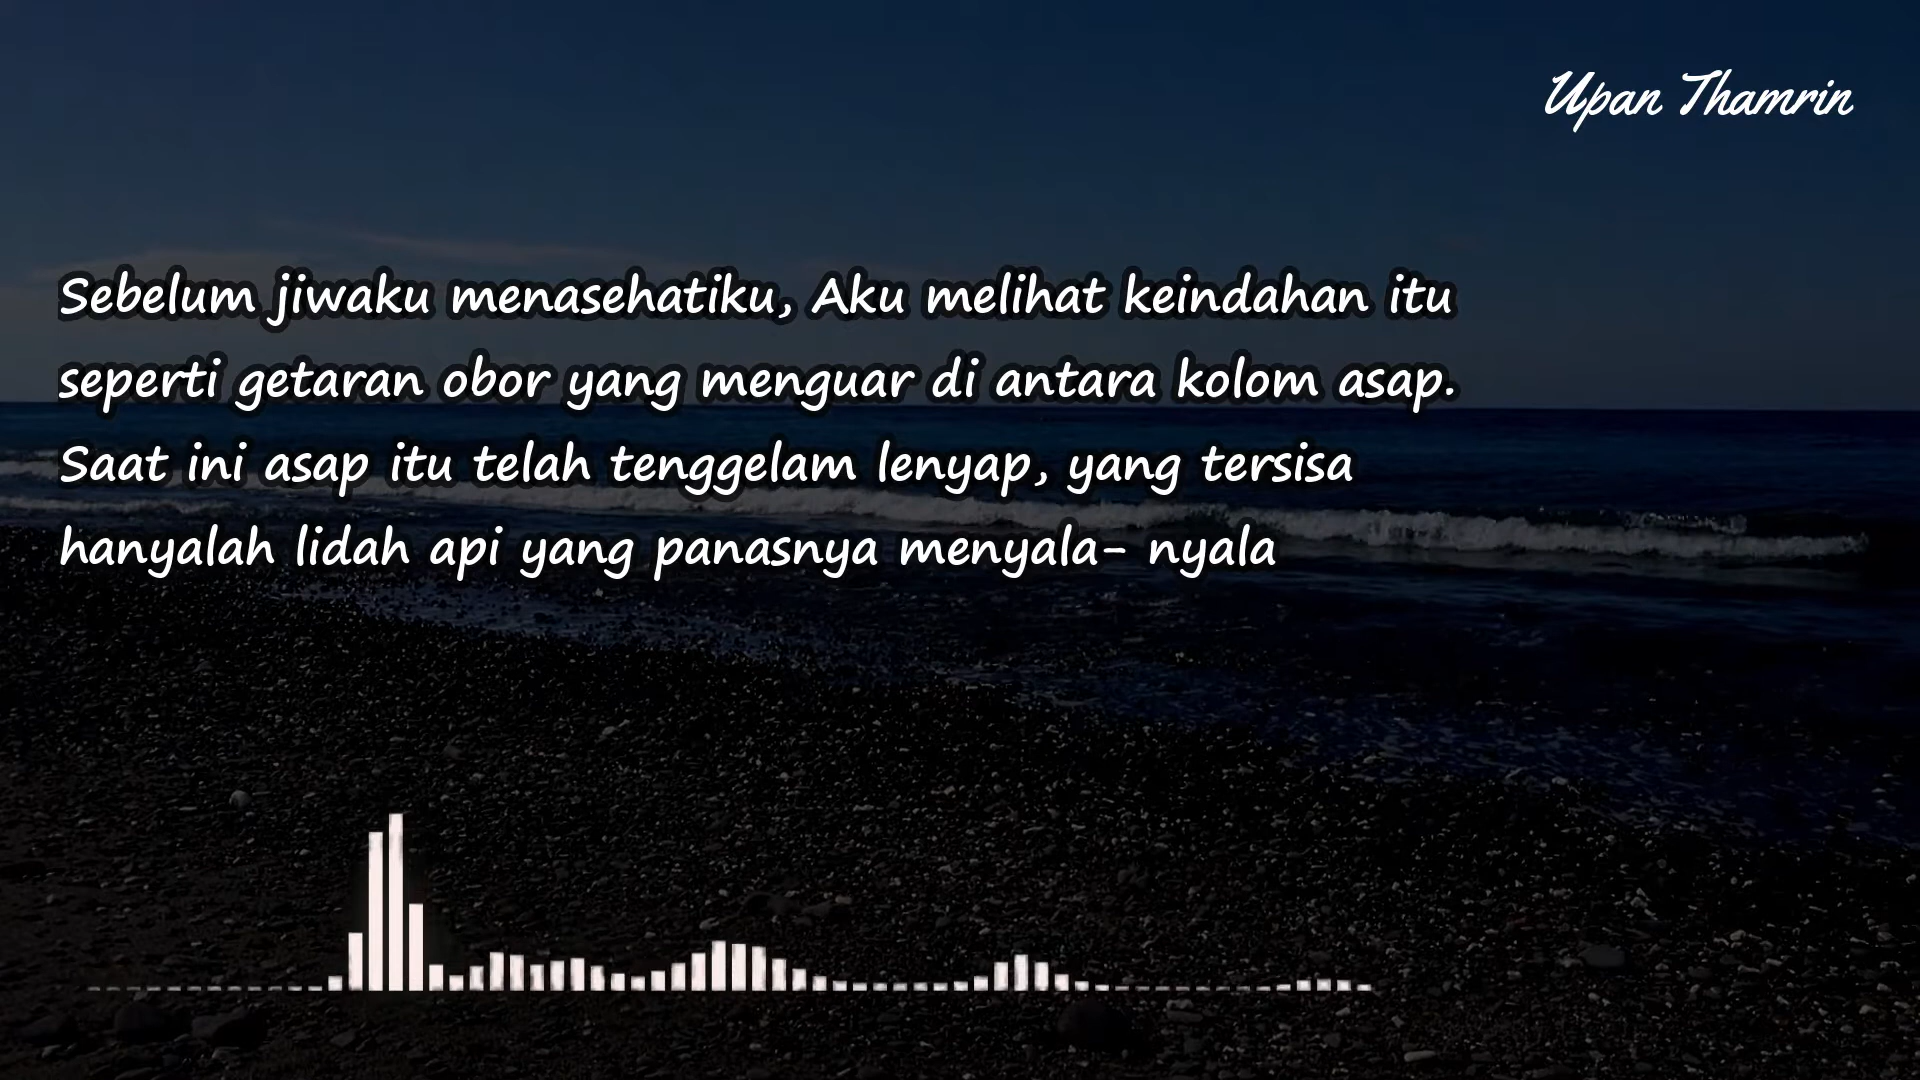 Upan Thamrin
Sebelum jiwaku menasehatiku, Aku melihat keindahan itu
seperti getaran obor yang menguar di antara kolom asap.
Saat ini asap itu telah tenggelam lenyap, yang tersisa
hanyalah lidah api yang panasnya menyala- nyala